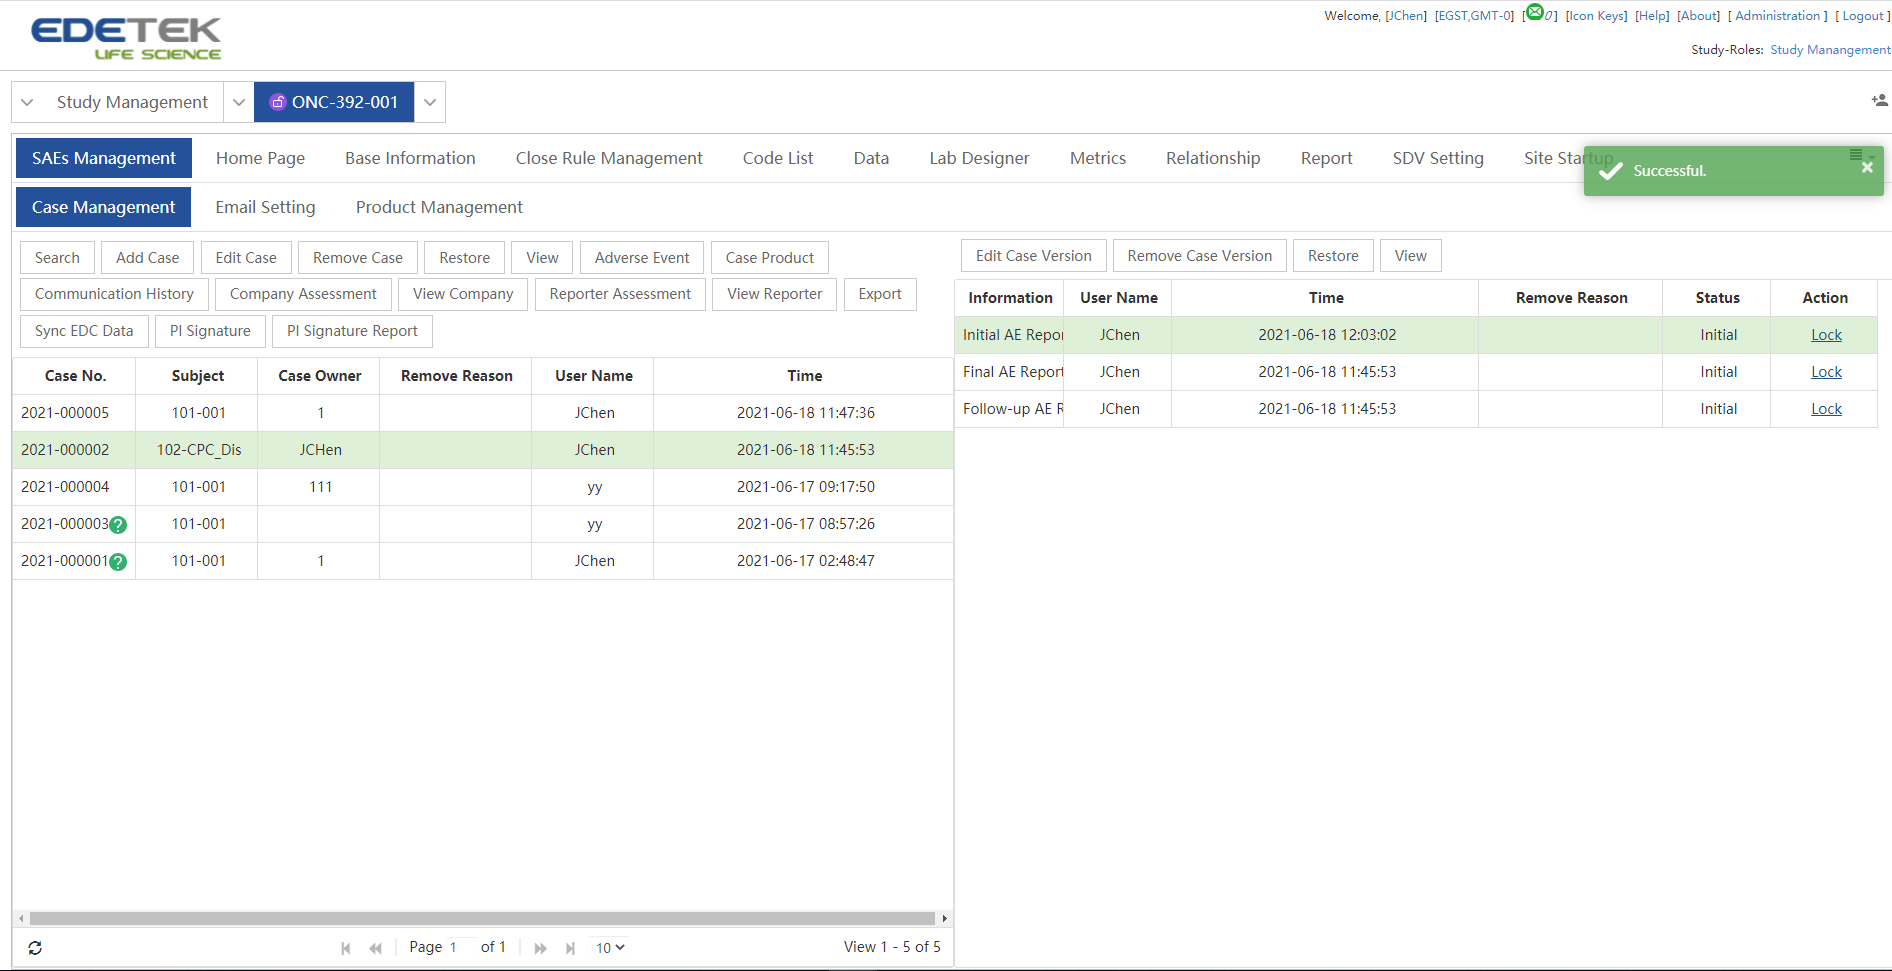 EDETEK
LIFE SCIENCE
Welcome, [JChen] [EGST,GMT-0] [0] [Icon Keys] [Help] [About] [ Administration ] [ Logout ]
Study-Roles: Study Manangement
Study Management ONC-392-001
SAEs Management Home Page Base Information Close Rule Management Code List Data Lab Designer Metrics Relationship Report SDV Setting Site Startup
Successful.
Case Management Email Setting Product Management
Search Add Case Edit Case Remove Case Restore View Adverse Event Case Product
Communication History Company Assessment View Company Reporter Assessment View Reporter Export
Sync EDC Data PI Signature PI Signature Report
Case No. Subject Case Owner Remove Reason User Name Time
2021-000005 101-001 1 JChen 2021-06-18 11:47:36
2021-000002 102-CPC_Dis JCHen JChen 2021-06-18 11:45:53
2021-000004 101-001 111 yy 2021-06-17 09:17:50
2021-000003 ? 101-001 yy 2021-06-17 08:57:26
2021-000001 ? 101-001 1 JChen 2021-06-17 02:48:47
Page 1 of 1 10 View 1 - 5 of 5
Edit Case Version Remove Case Version Restore View
Information User Name Time Remove Reason Status Action
Initial AE Repor JChen 2021-06-18 12:03:02 Initial Lock
Final AE Report JChen 2021-06-18 11:45:53 Initial Lock
Follow-up AE R JChen 2021-06-18 11:45:53 Initial Lock